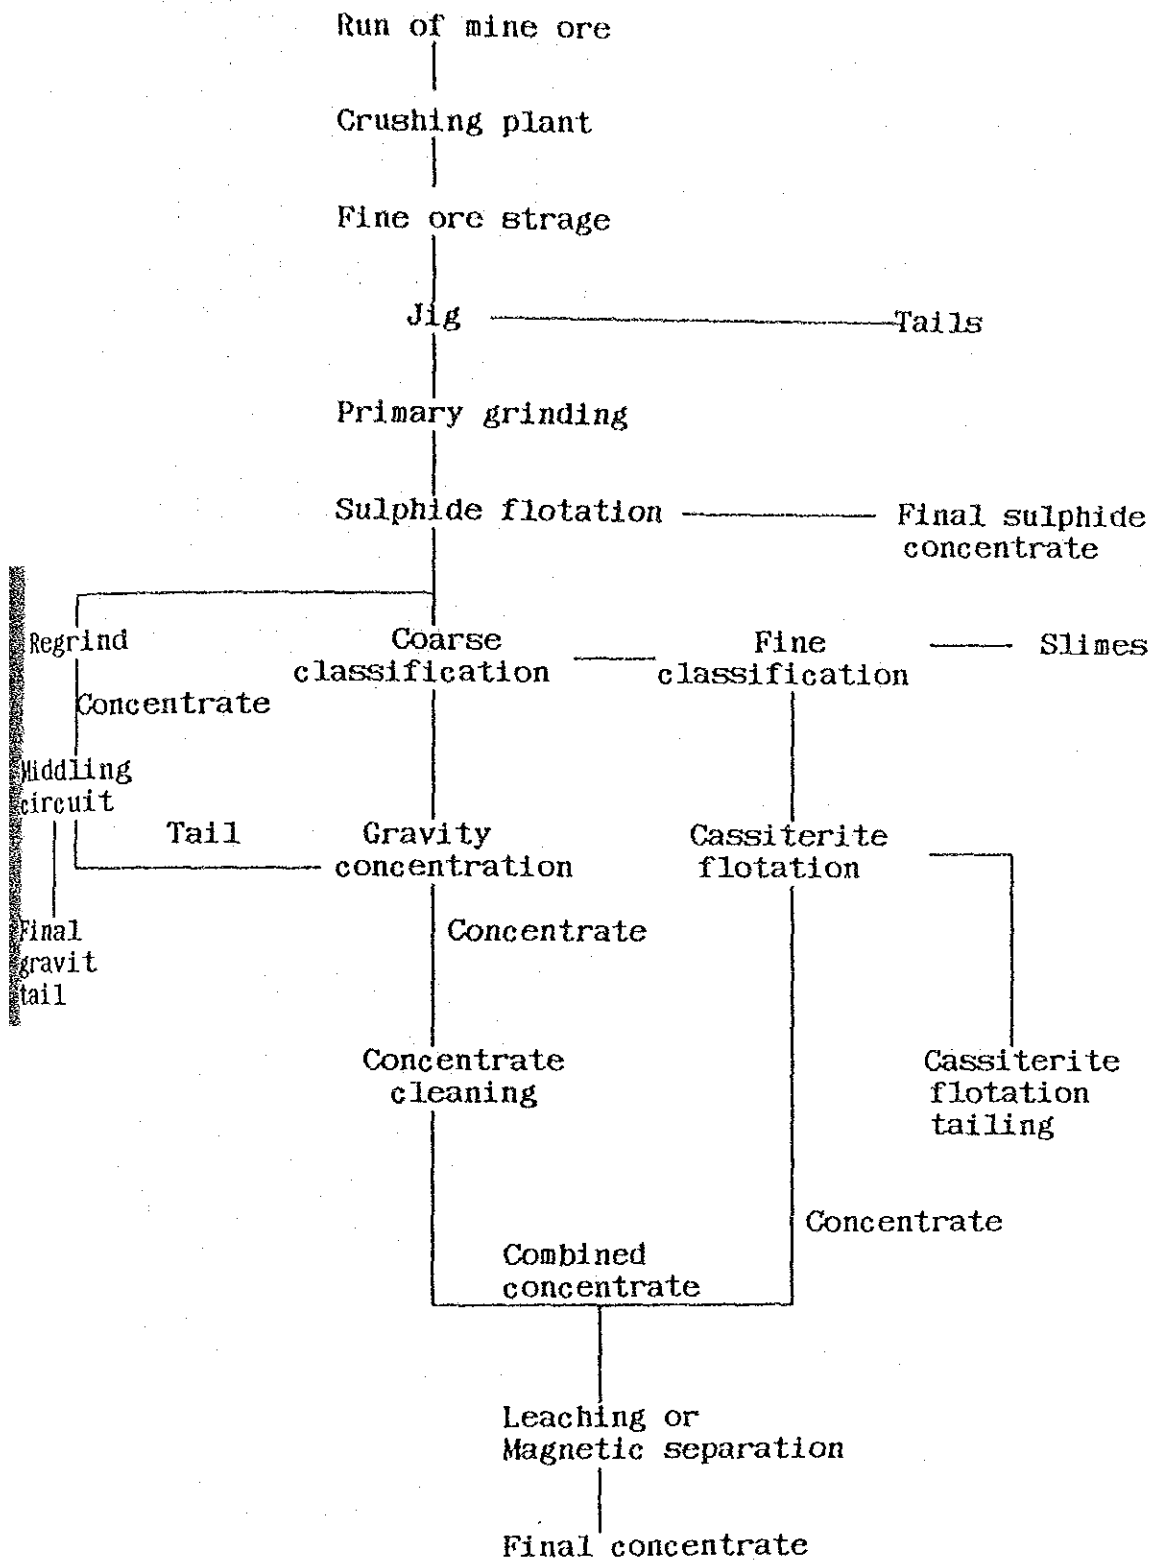 Run of mine ore
Crushing plant
Fine ore strage
Jig
Tails
Primary grinding
Sulphide flotation
Final sulphide
concentrate
Regrind
Coarse
classification
Fine
classification
Slimes
Concentrate
Middling
circuit
Tail
Gravity
concentration
Cassiterite
flotation
Final
gravit
tail
Concentrate
Concentrate
cleaning
Cassiterite
flotation
tailing
Concentrate
Combined
concentrate
Leaching or
Magnetic separation
Final concentrate